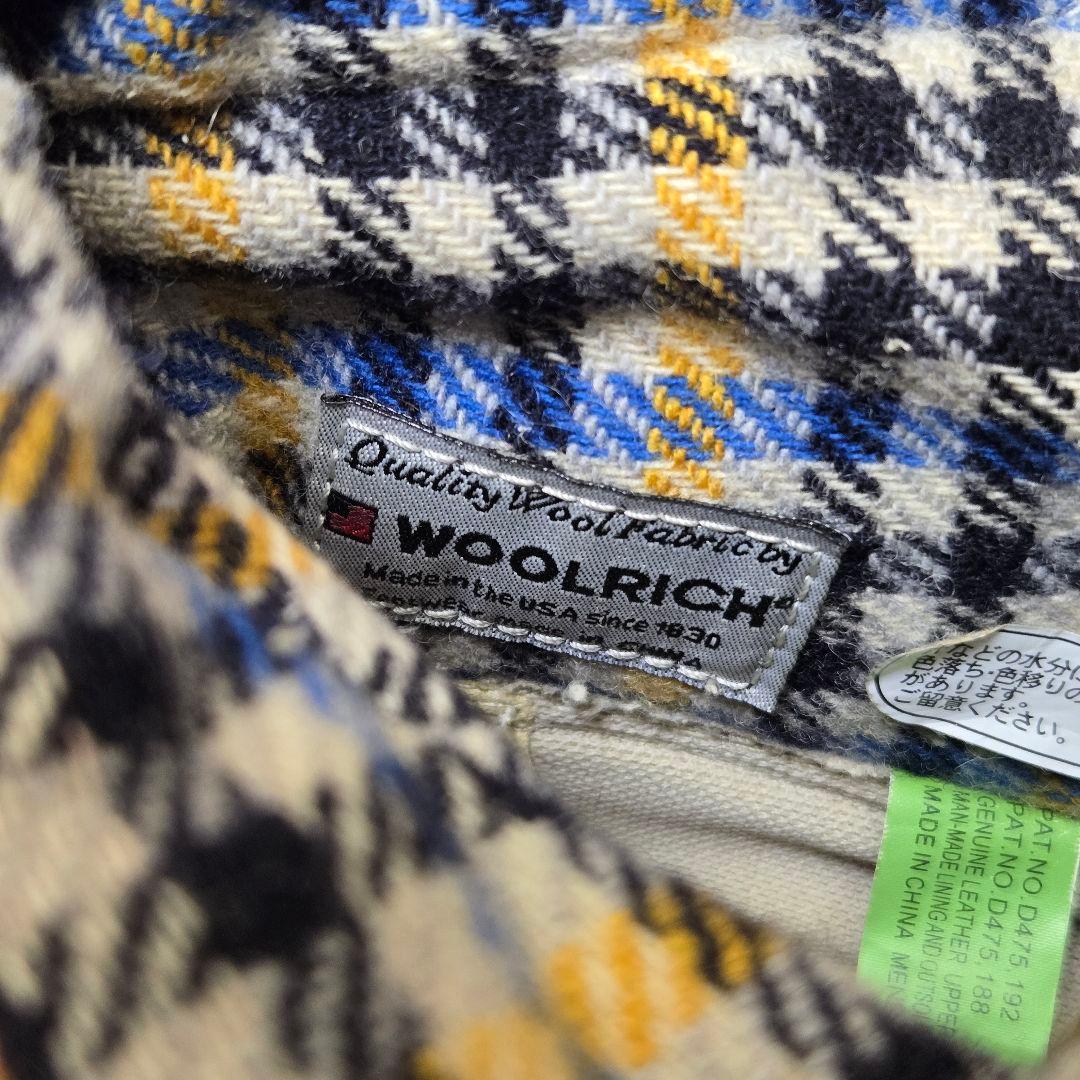 Quality Wool Fabric by
WOOLRICH®
Made in the USA since 1830
などの水分に
色落ち・色移りの
があります。
ご留意ください。
PAT.NO.D475,192
PAT.NO.D475,188
GENUINE LEATHER UPPER
MAN-MADE LINING AND OUTSO
MADE IN CHINA MEN